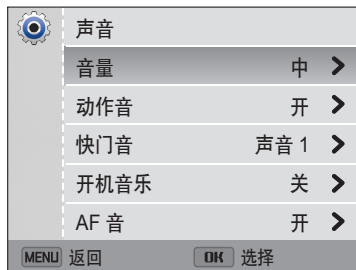 声音
音量 中
动作音 开
快门音 声音 1
开机音乐 关
AF 音 开
MENU 返回 OK 选择